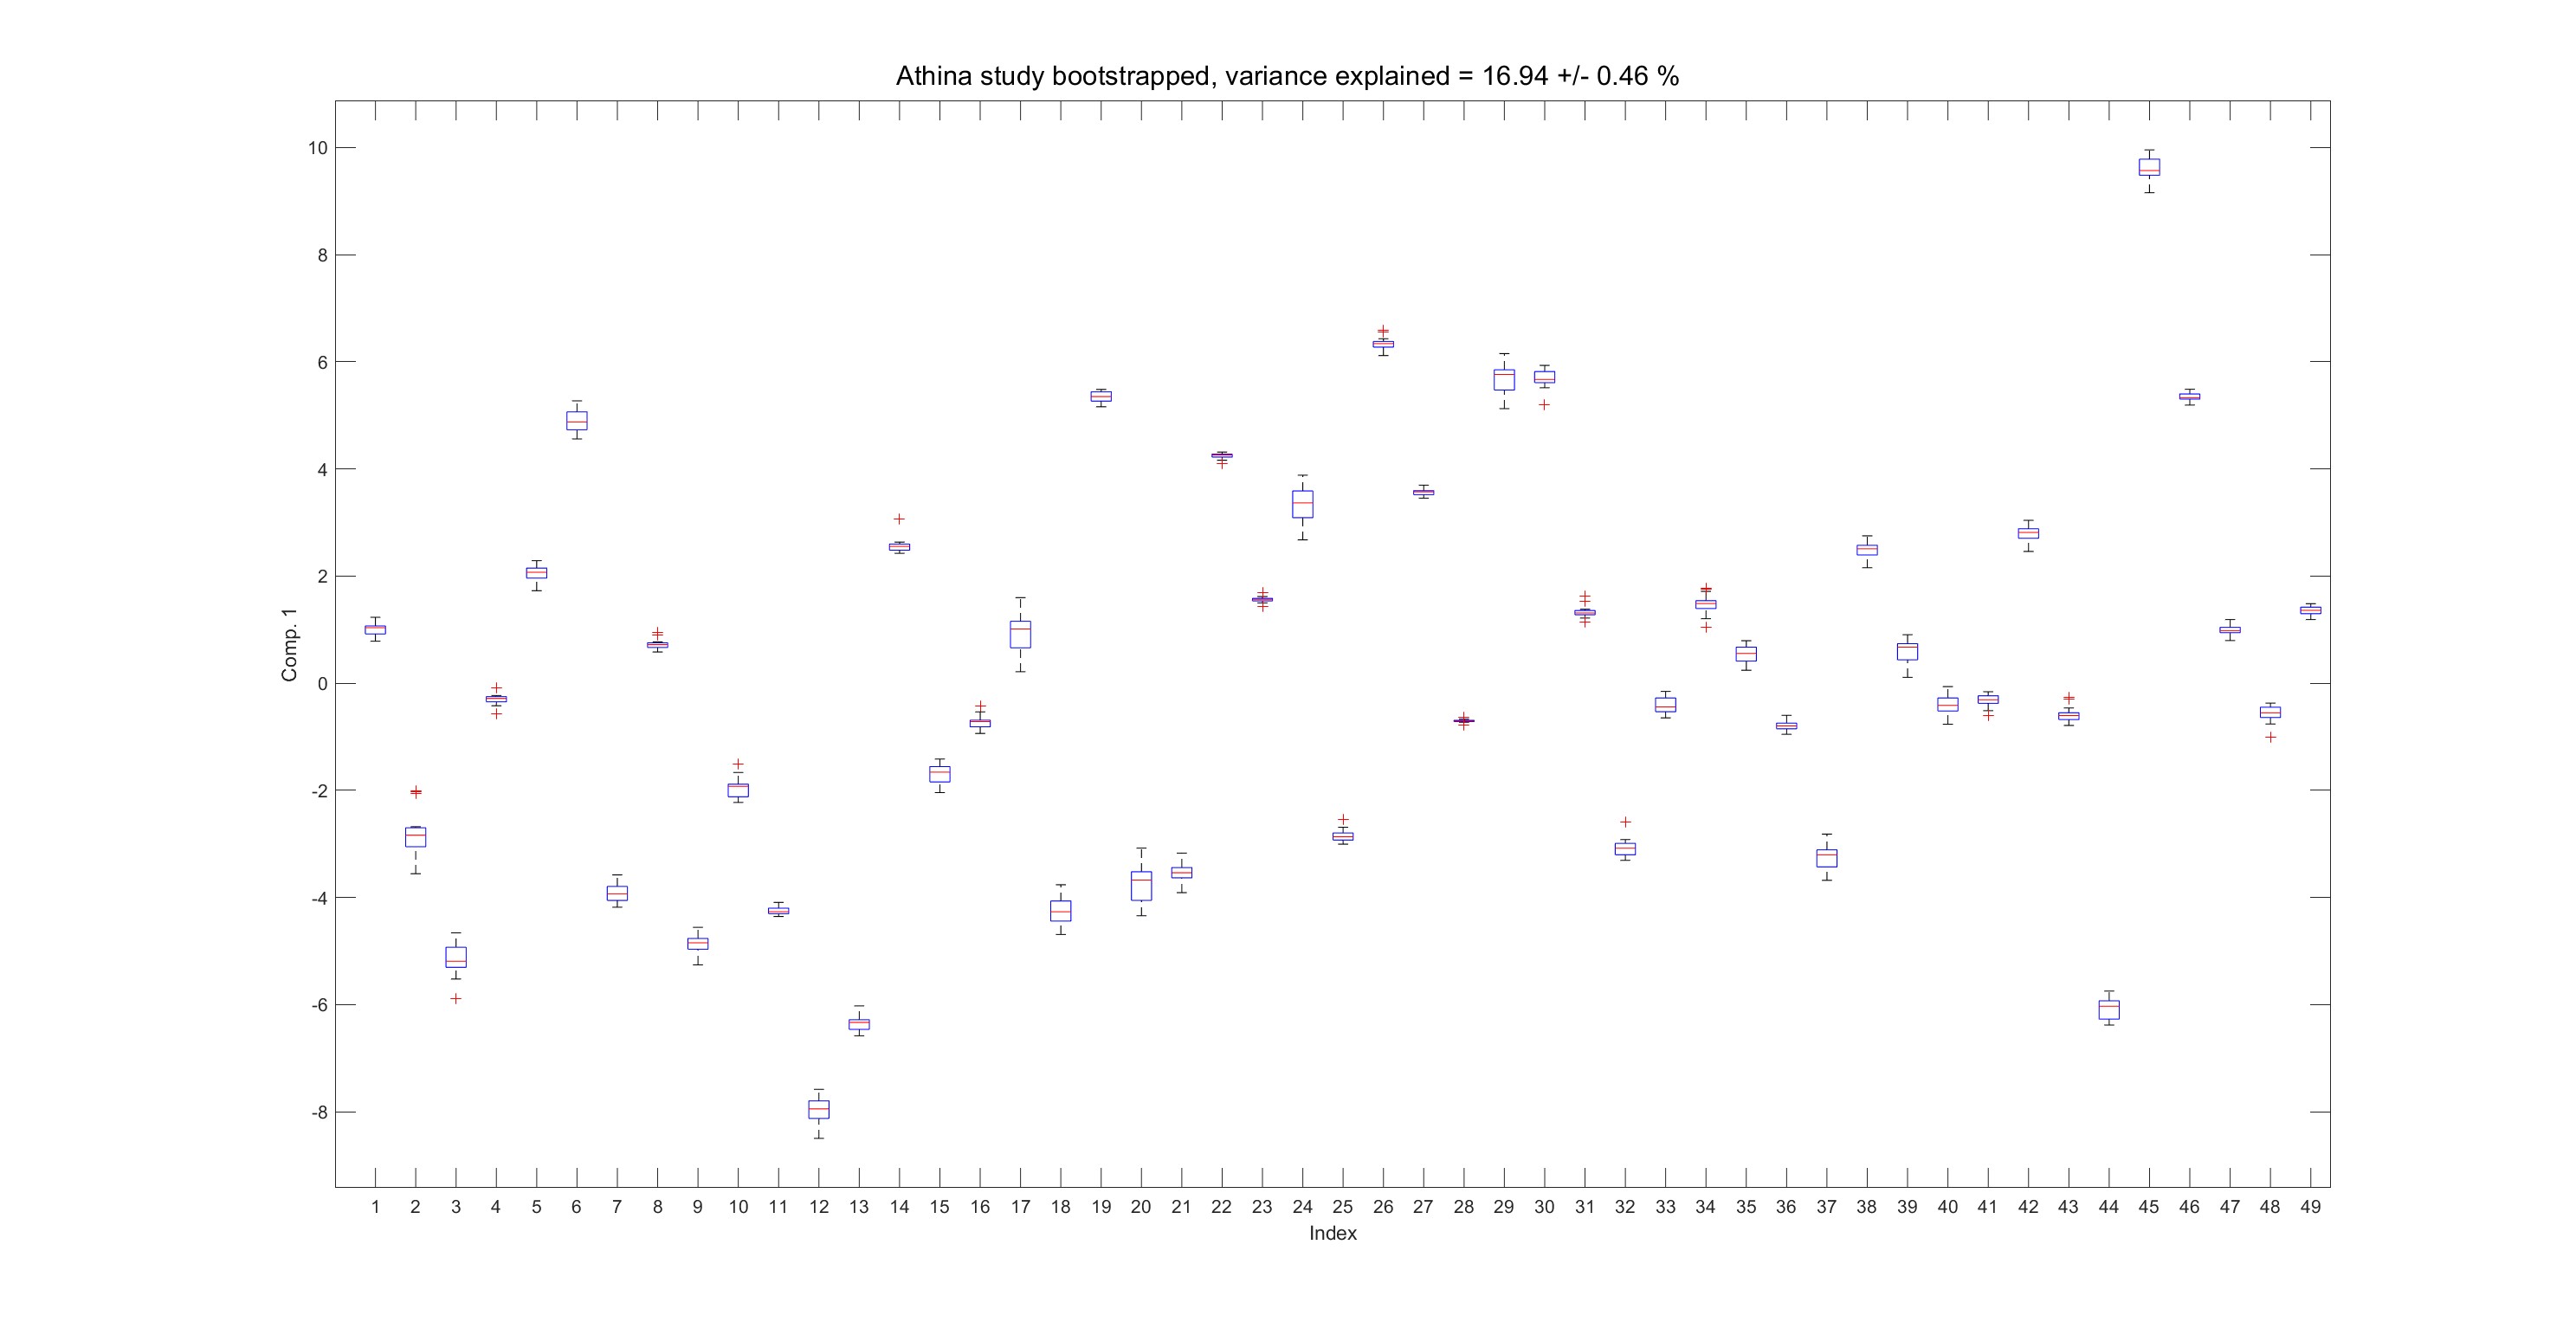 Athina study bootstrapped, variance explained = 16.94 +/- 0.46 %
10
8
6
4
2
0
-2
-4
-6
-8
Comp. 1
1 2 3 4 5 6 7 8 9 10 11 12 13 14 15 16 17 18 19 20 21 22 23 24 25 26 27 28 29 30 31 32 33 34 35 36 37 38 39 40 41 42 43 44 45 46 47 48 49
Index